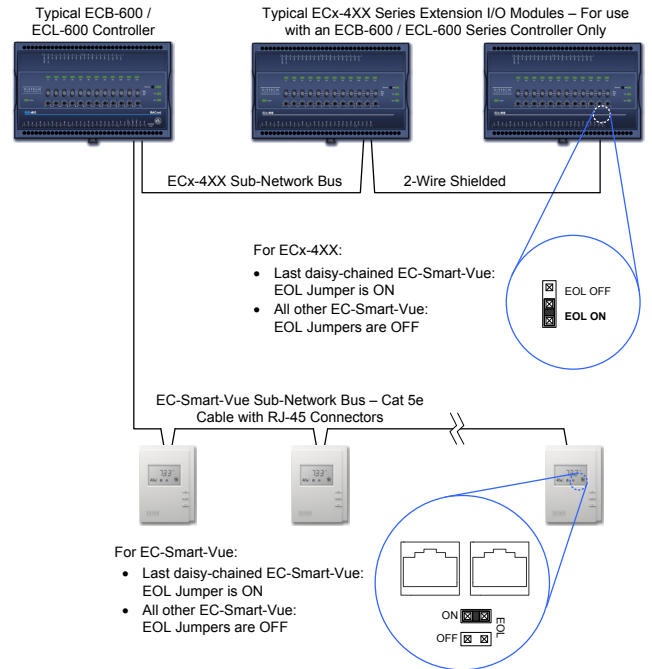 Typical ECB-600 /
ECL-600 Controller
Typical ECx-4XX Series Extension I/O Modules – For use
with an ECB-600 / ECL-600 Series Controller Only
ECx-4XX Sub-Network Bus
2-Wire Shielded
For ECx-4XX:
• Last daisy-chained EC-Smart-Vue:
EOL Jumper is ON
• All other EC-Smart-Vue:
EOL Jumpers are OFF
EOL OFF
EOL ON
EC-Smart-Vue Sub-Network Bus – Cat 5e
Cable with RJ-45 Connectors
For EC-Smart-Vue:
• Last daisy-chained EC-Smart-Vue:
EOL Jumper is ON
• All other EC-Smart-Vue:
EOL Jumpers are OFF
ON
OFF
EOL